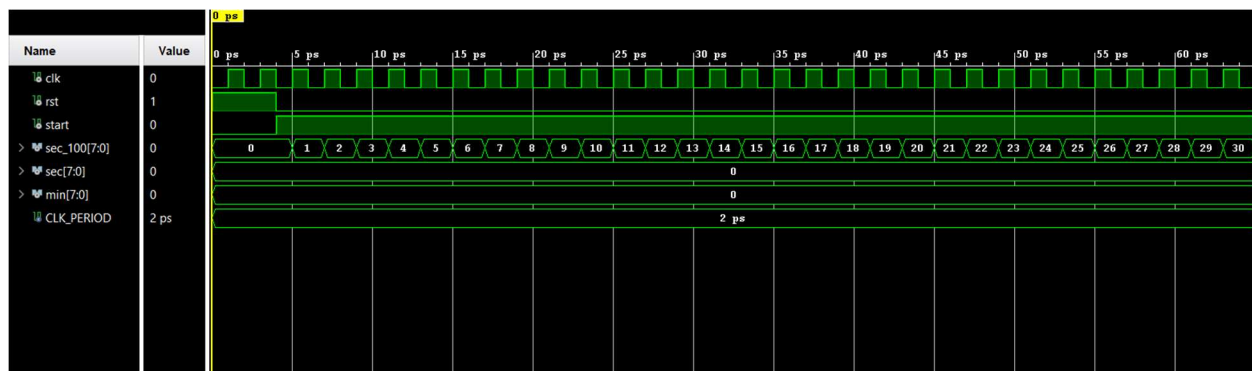 0 ps
Name Value
0 ps 5 ps 10 ps 15 ps 20 ps 25 ps 30 ps 35 ps 40 ps 45 ps 50 ps 55 ps 60 ps
clk 0
rst 1
start 0
sec_100[7:0] 0 0 1 2 3 4 5 6 7 8 9 10 11 12 13 14 15 16 17 18 19 20 21 22 23 24 25 26 27 28 29 30
sec[7:0] 0 0
min[7:0] 0 0
CLK_PERIOD 2 ps 2 ps